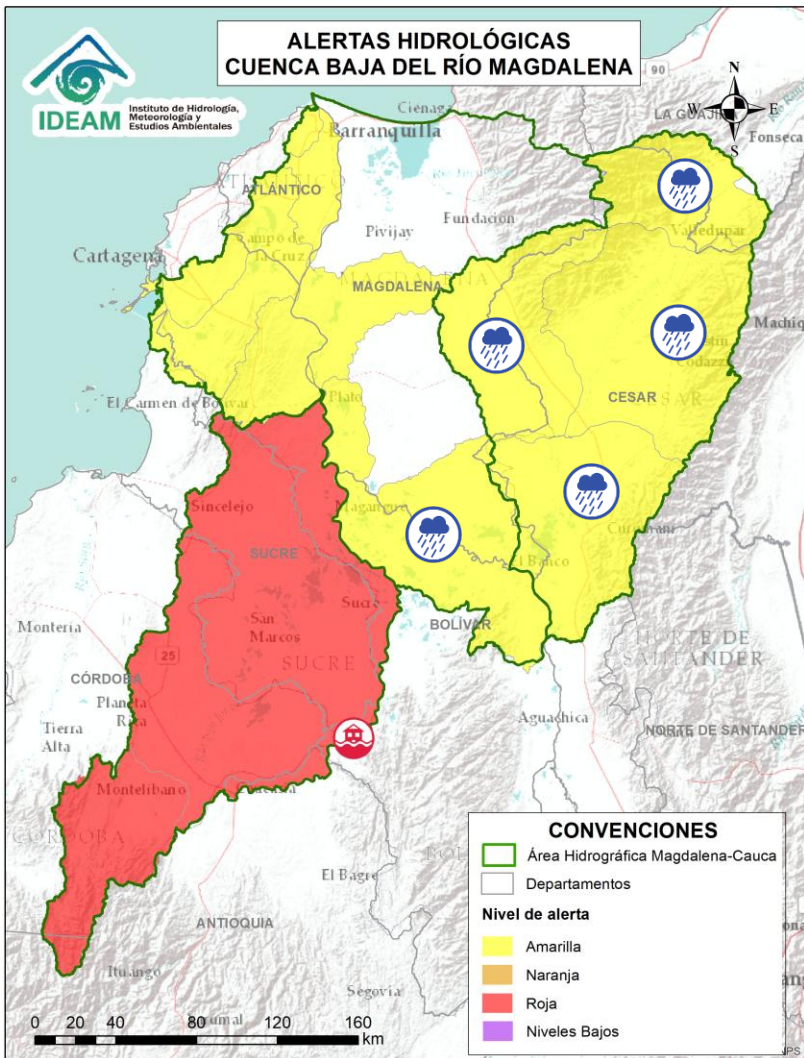 ALERTAS HIDROLÓGICAS
CUENCA BAJA DEL RÍO MAGDALENA
IDEAM
Instituto de Hidrología,
Meteorología y
Estudios Ambientales
N
W
E
S
90
Ciénaga
LA GUAJIRA
Barranquilla
Fonseca
ATLÁNTICO
Pivijay
Fundación
Valledupar
Cartagena
Campo de
la Cruz
MAGDALENA
MAGDALENA
Machiq
Codazzi
El Carmen de Bolívar
Plato
CESAR
Sincelejo
Magangué
SUCRE
El Banco
Sucre
San
Marcos
BOLÍVAR
Montería
SUCRE
NORTE DE
SANTANDER
25
CÓRDOBA
Planeta
Rica
Aguachica
Tierra
Alta
NORTE DE SANTANDER
Montelíbano
CÓRDOBA
El Bagre
ANTIOQUIA
Ituango
Segovia
0 20 40 80 120 160
km
CONVENCIONES
Área Hidrográfica Magdalena-Cauca
Departamentos
Nivel de alerta
Amarilla
Naranja
Roja
Niveles Bajos